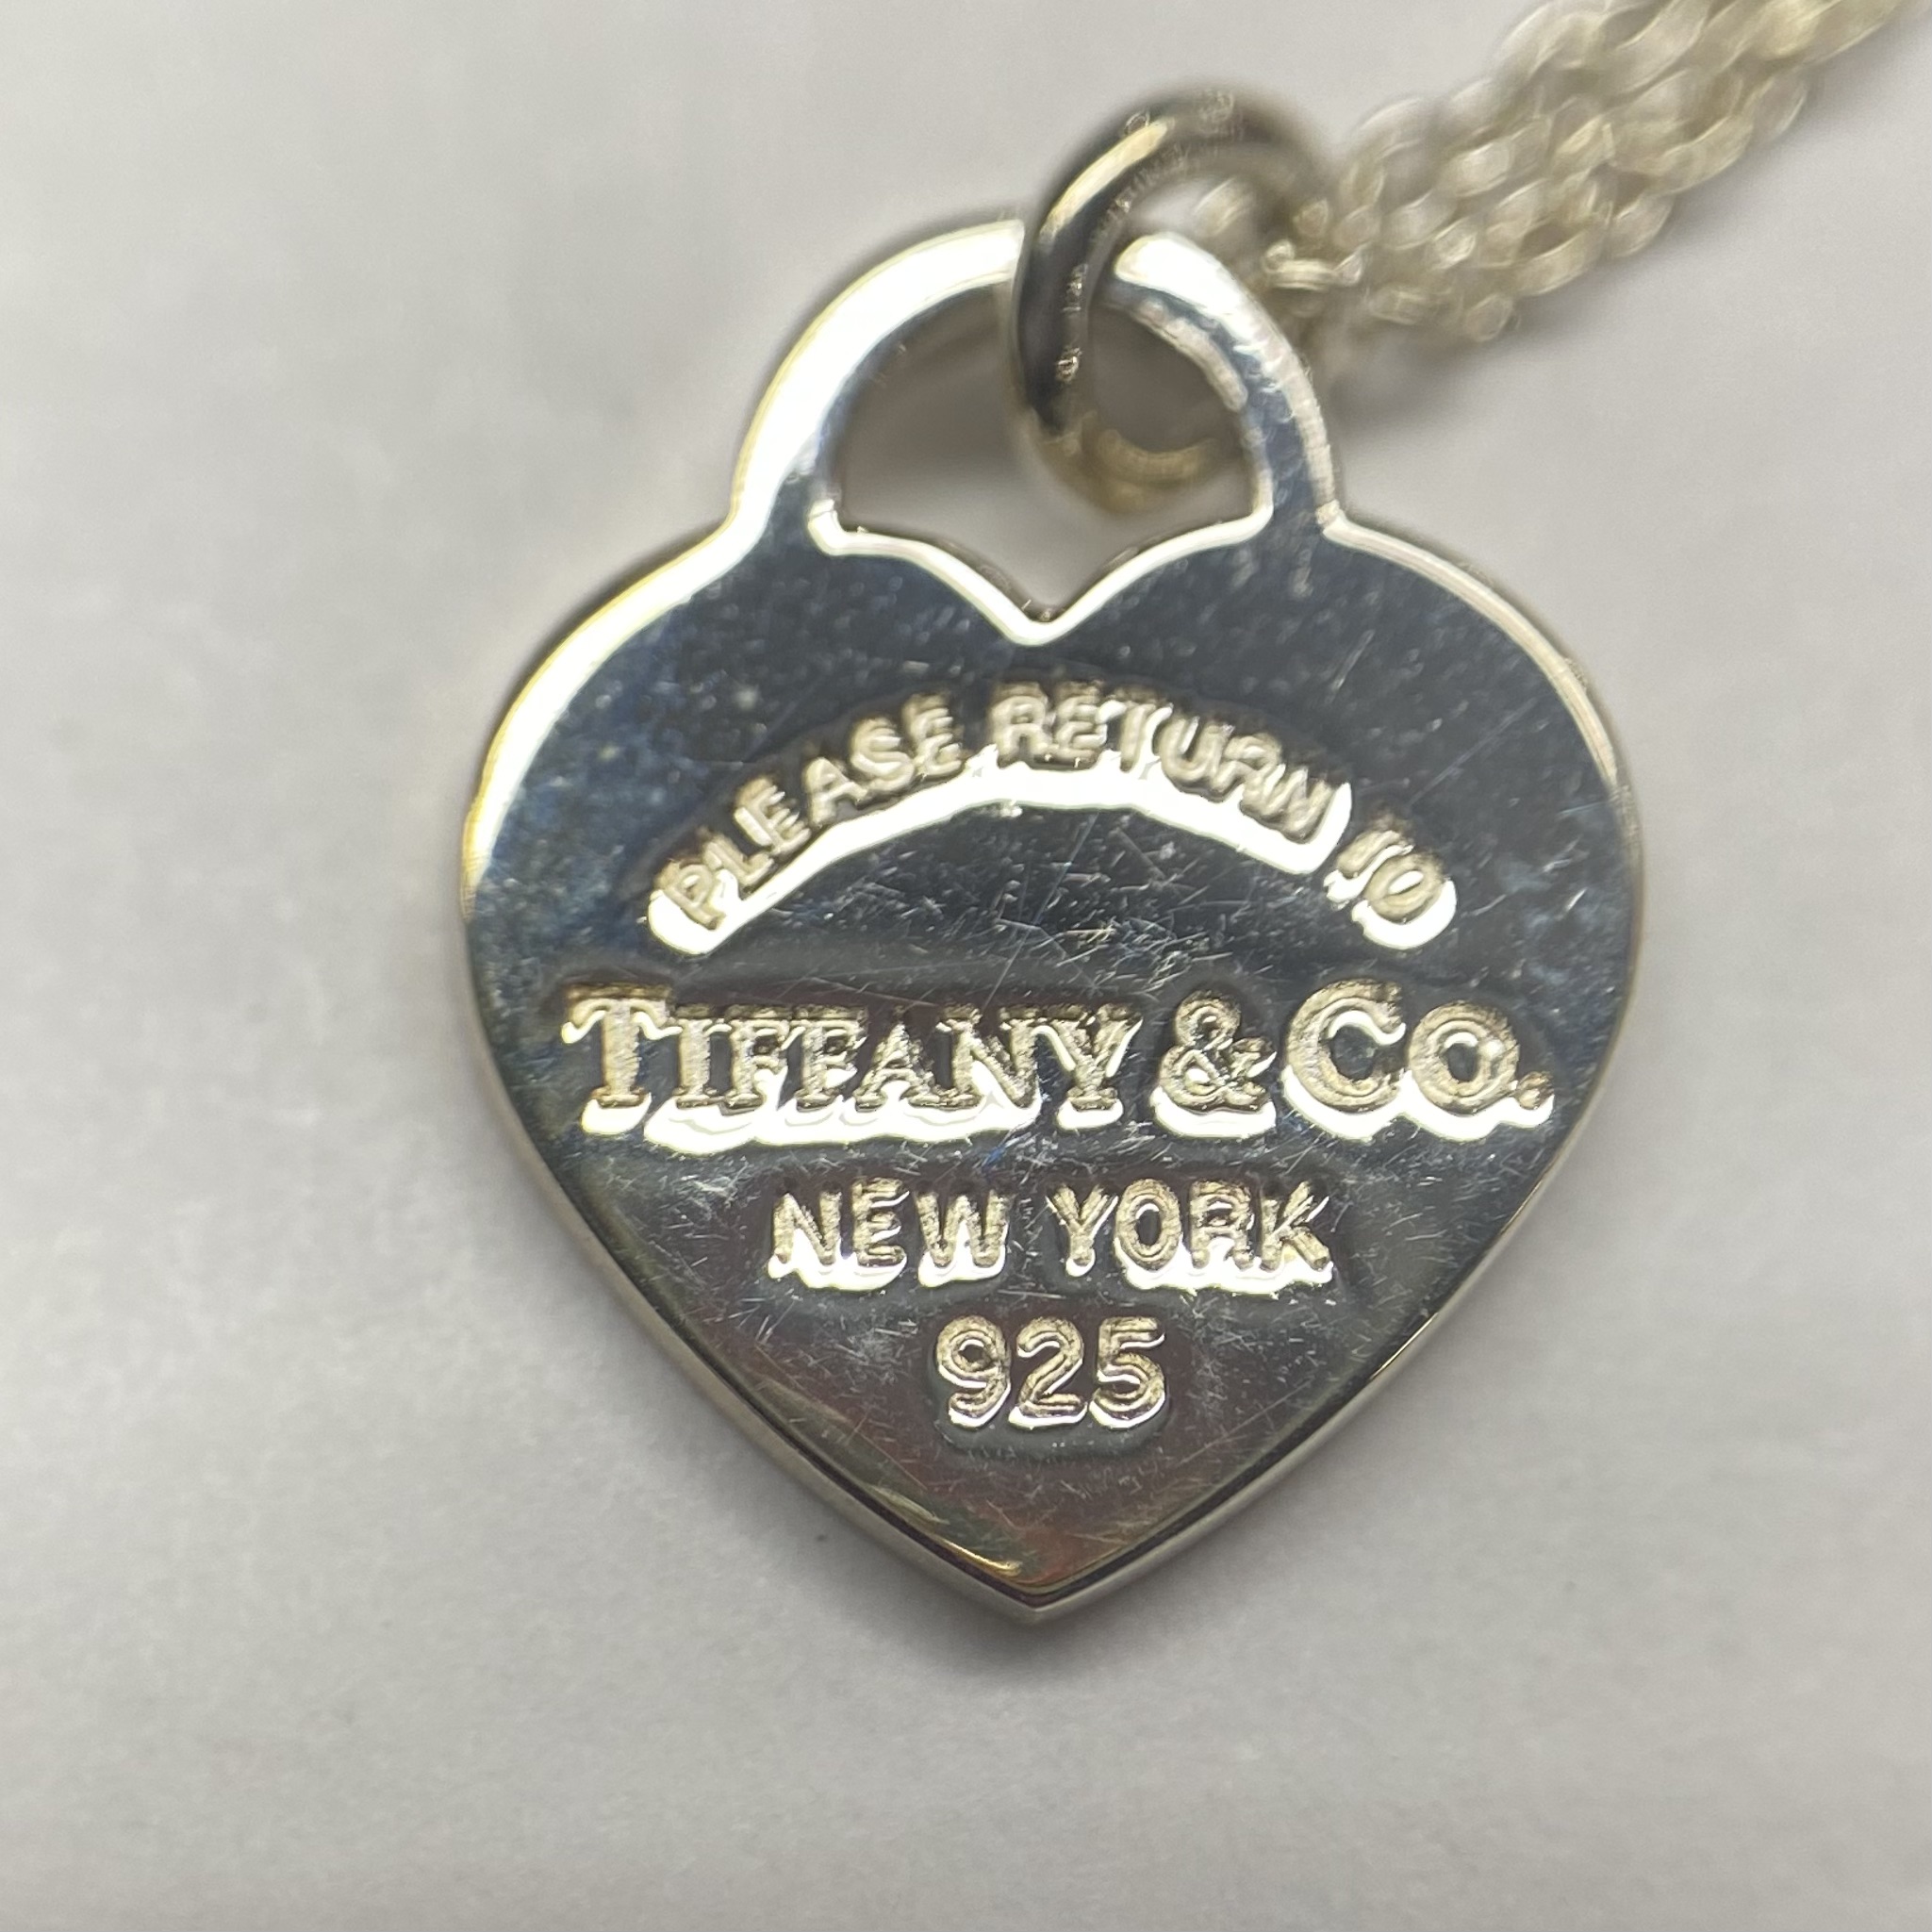 PLEASE RETURN TO
TIFFANY & CO.
NEW YORK
925